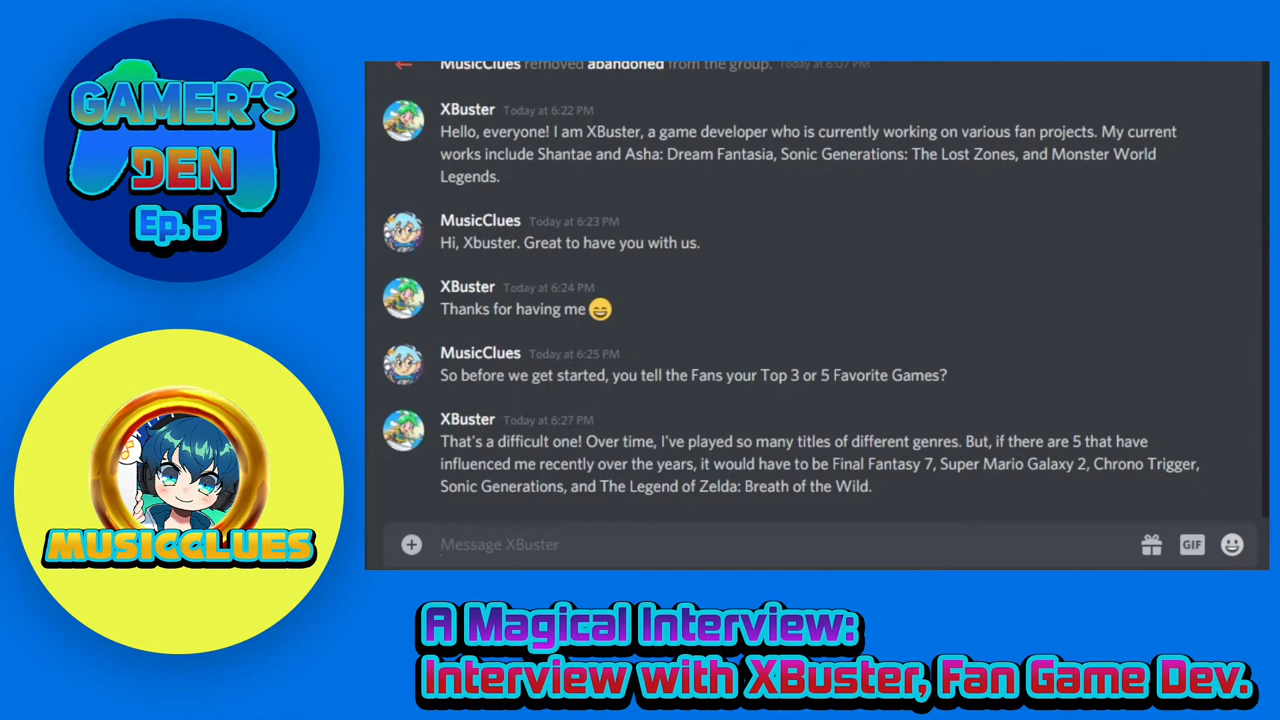 GAMER'S
DEN
Ep. 5
MUSICCLUES
MusicClues removed abandoned from the group. Today at 6:07 PM
XBuster Today at 6:22 PM
Hello, everyone! I am XBuster, a game developer who is currently working on various fan projects. My current
works include Shantae and Asha: Dream Fantasia, Sonic Generations: The Lost Zones, and Monster World
Legends.
MusicClues Today at 6:23 PM
Hi, Xbuster. Great to have you with us.
XBuster Today at 6:24 PM
Thanks for having me 😄
MusicClues Today at 6:25 PM
So before we get started, you tell the Fans your Top 3 or 5 Favorite Games?
XBuster Today at 6:27 PM
That's a difficult one! Over time, I've played so many titles of different genres. But, if there are 5 that have
influenced me recently over the years, it would have to be Final Fantasy 7, Super Mario Galaxy 2, Chrono Trigger,
Sonic Generations, and The Legend of Zelda: Breath of the Wild.
Message XBuster
GIF
A Magical Interview:
Interview with XBuster, Fan Game Dev.